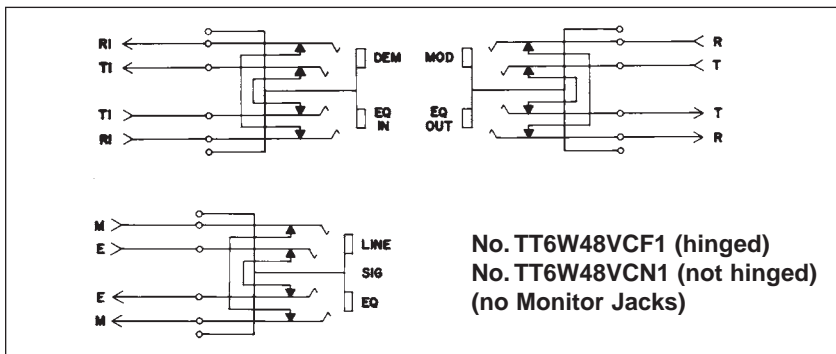 RI
TI
TI
RI
DEM
EQ
IN
MOD
EQ
OUT
R
T
T
R
M
E
E
M
LINE
SIG
EQ
No. TT6W48VCF1 (hinged)
No. TT6W48VCN1 (not hinged)
(no Monitor Jacks)